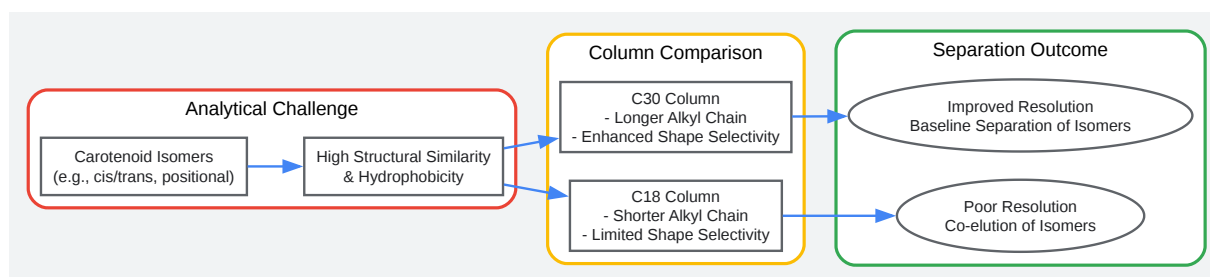 Analytical Challenge
Carotenoid Isomers
(e.g., cis/trans, positional)
High Structural Similarity
& Hydrophobicity
Column Comparison
C30 Column
- Longer Alkyl Chain
- Enhanced Shape Selectivity
C18 Column
- Shorter Alkyl Chain
- Limited Shape Selectivity
Separation Outcome
Improved Resolution
Baseline Separation of Isomers
Poor Resolution
Co-elution of Isomers